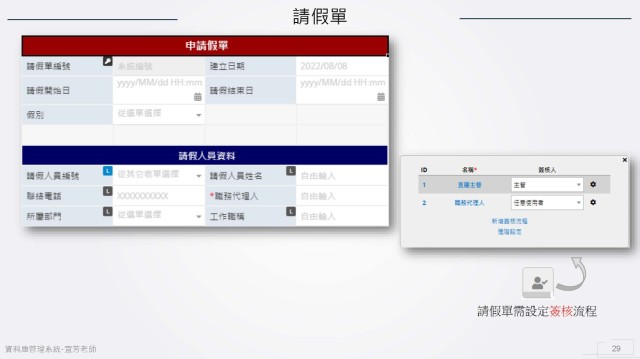 請假單
申請假單
請假單編號 系統編號 建立日期 2022/08/08
請假開始日 yyyy/MM/dd HH:mm 請假結束日 yyyy/MM/dd HH:mm
假別 從選單選擇
請假人員資料
請假人員編號 L 從其它表單選擇 請假人員姓名 L 自由輸入
聯絡電話 L XXXXXXXXXX *職務代理人 自由輸入
所屬部門 L 從選單選擇 工作職稱 L 自由輸入
ID 名稱* 簽核人 ×
1 直屬主管 主管
2 職務代理人 任意使用者
新增簽核流程
進階設定
請假單需設定簽核流程
資料庫管理系統-宜芳老師
29